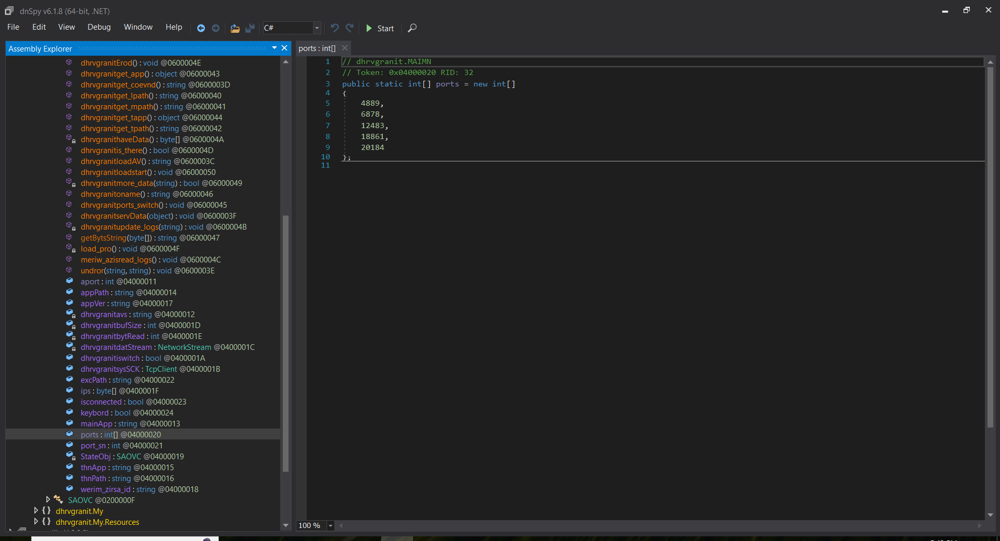 dnSpy v6.1.8 (64-bit, .NET)
File Edit View Debug Window Help C# Start
Assembly Explorer
dhrvgranitErod() : void @0600004E
dhrvgranitget_app() : object @06000043
dhrvgranitget_coevnd() : string @0600003D
dhrvgranitget_lpath() : string @06000040
dhrvgranitget_mpath() : string @06000041
dhrvgranitget_tapp() : object @06000044
dhrvgranitget_tpath() : string @06000042
dhrvgranithaveData() : byte[] @0600004A
dhrvgranitis_there() : bool @0600004D
dhrvgranitloadAV() : string @0600003C
dhrvgranitloadstart() : void @06000050
dhrvgranitmore_data(string) : bool @06000049
dhrvgranitoname() : string @06000046
dhrvgranitports_switch() : void @06000045
dhrvgranitservData(object) : void @0600003F
dhrvgranitupdate_logs(string) : void @0600004B
getBytsString(byte[]) : string @06000047
load_pro() : void @0600004F
meriw_azisread_logs() : void @0600004C
undror(string, string) : void @0600003E
aport : int @04000011
appPath : string @04000014
appVer : string @04000017
dhrvgranitavs : string @04000012
dhrvgranitbufSize : int @0400001D
dhrvgranitbytRead : int @0400001E
dhrvgranitdatStream : NetworkStream @0400001C
dhrvgranitiswitch : bool @0400001A
dhrvgranitsysSCK : TcpClient @0400001B
excPath : string @04000022
ips : byte[] @0400001F
isconnected : bool @04000023
keybord : bool @04000024
mainApp : string @04000013
ports : int[] @04000020
port_sn : int @04000021
StateObj : SAOVC @04000019
thnApp : string @04000015
thnPath : string @04000016
werim_zirsa_id : string @04000018
SAOVC @0200000F
{ } dhrvgranit.My
{ } dhrvgranit.My.Resources
ports : int[]
1 // dhrvgranit.MAIMN
2 // Token: 0x04000020 RID: 32
3 public static int[] ports = new int[]
4 {
5 4889,
6 6878,
7 12483,
8 18861,
9 20184
10 };
11
100 %